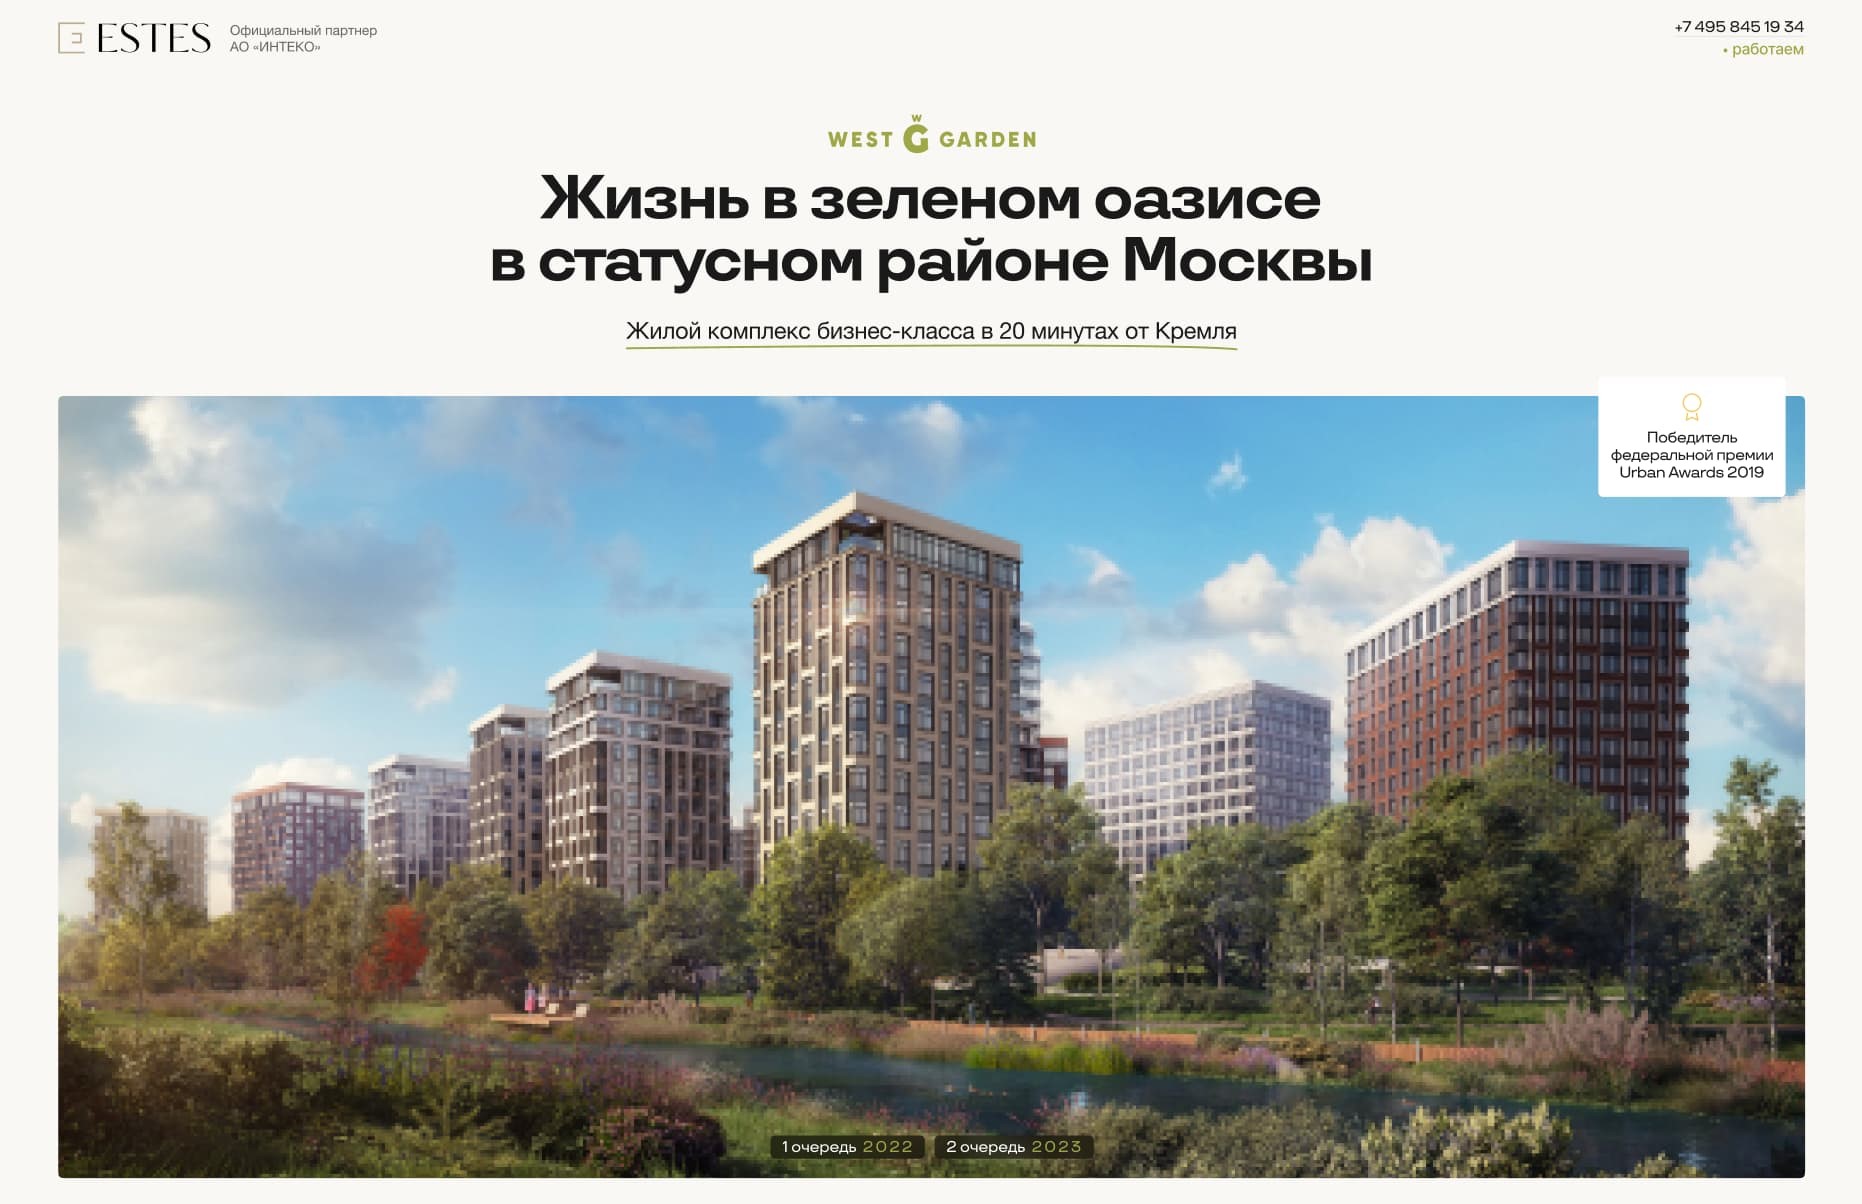 ESTES
Официальный партнер
АО «ИНТЕКО»
+7 495 845 19 34
• работаем
WEST G GARDEN
Жизнь в зеленом оазисе
в статусном районе Москвы
Жилой комплекс бизнес-класса в 20 минутах от Кремля
Победитель
федеральной премии
Urban Awards 2019
1 очередь 2022
2 очередь 2023